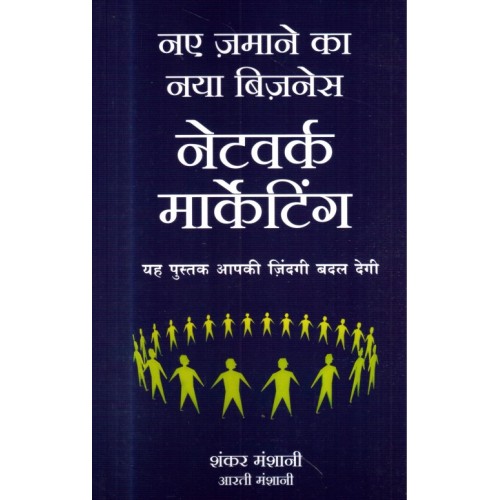 नए ज़माने का
नया बिज़नेस
नेटवर्क
मार्केटिंग
यह पुस्तक आपकी ज़िंदगी बदल देगी
शंकर मंशानी
आरती मंशानी